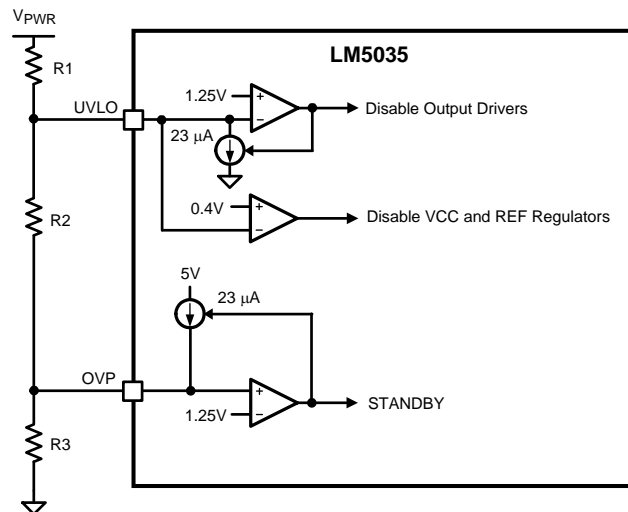 VPWR
LM5035
R1
1.25V
+
UVLO
–
Disable Output Drivers
23 μA
+
0.4V
–
Disable VCC and REF Regulators
R2
5V
23 μA
OVP
+
1.25V
–
STANDBY
R3